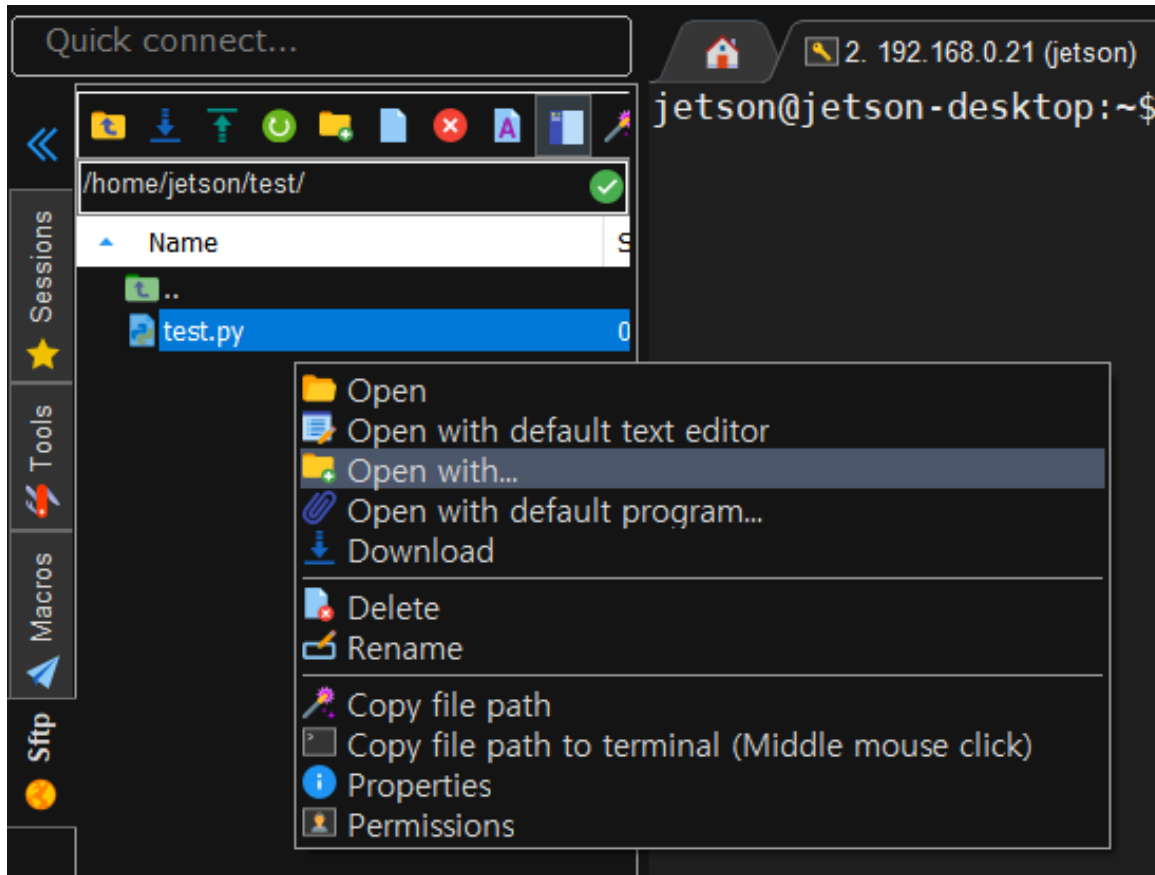 Quick connect...
2. 192.168.0.21 (jetson)
jetson@jetson-desktop:~$
/home/jetson/test/
Name
S
..
test.py
0
Sessions
Tools
Macros
Sftp
Open
Open with default text editor
Open with...
Open with default program...
Download
Delete
Rename
Copy file path
Copy file path to terminal (Middle mouse click)
Properties
Permissions